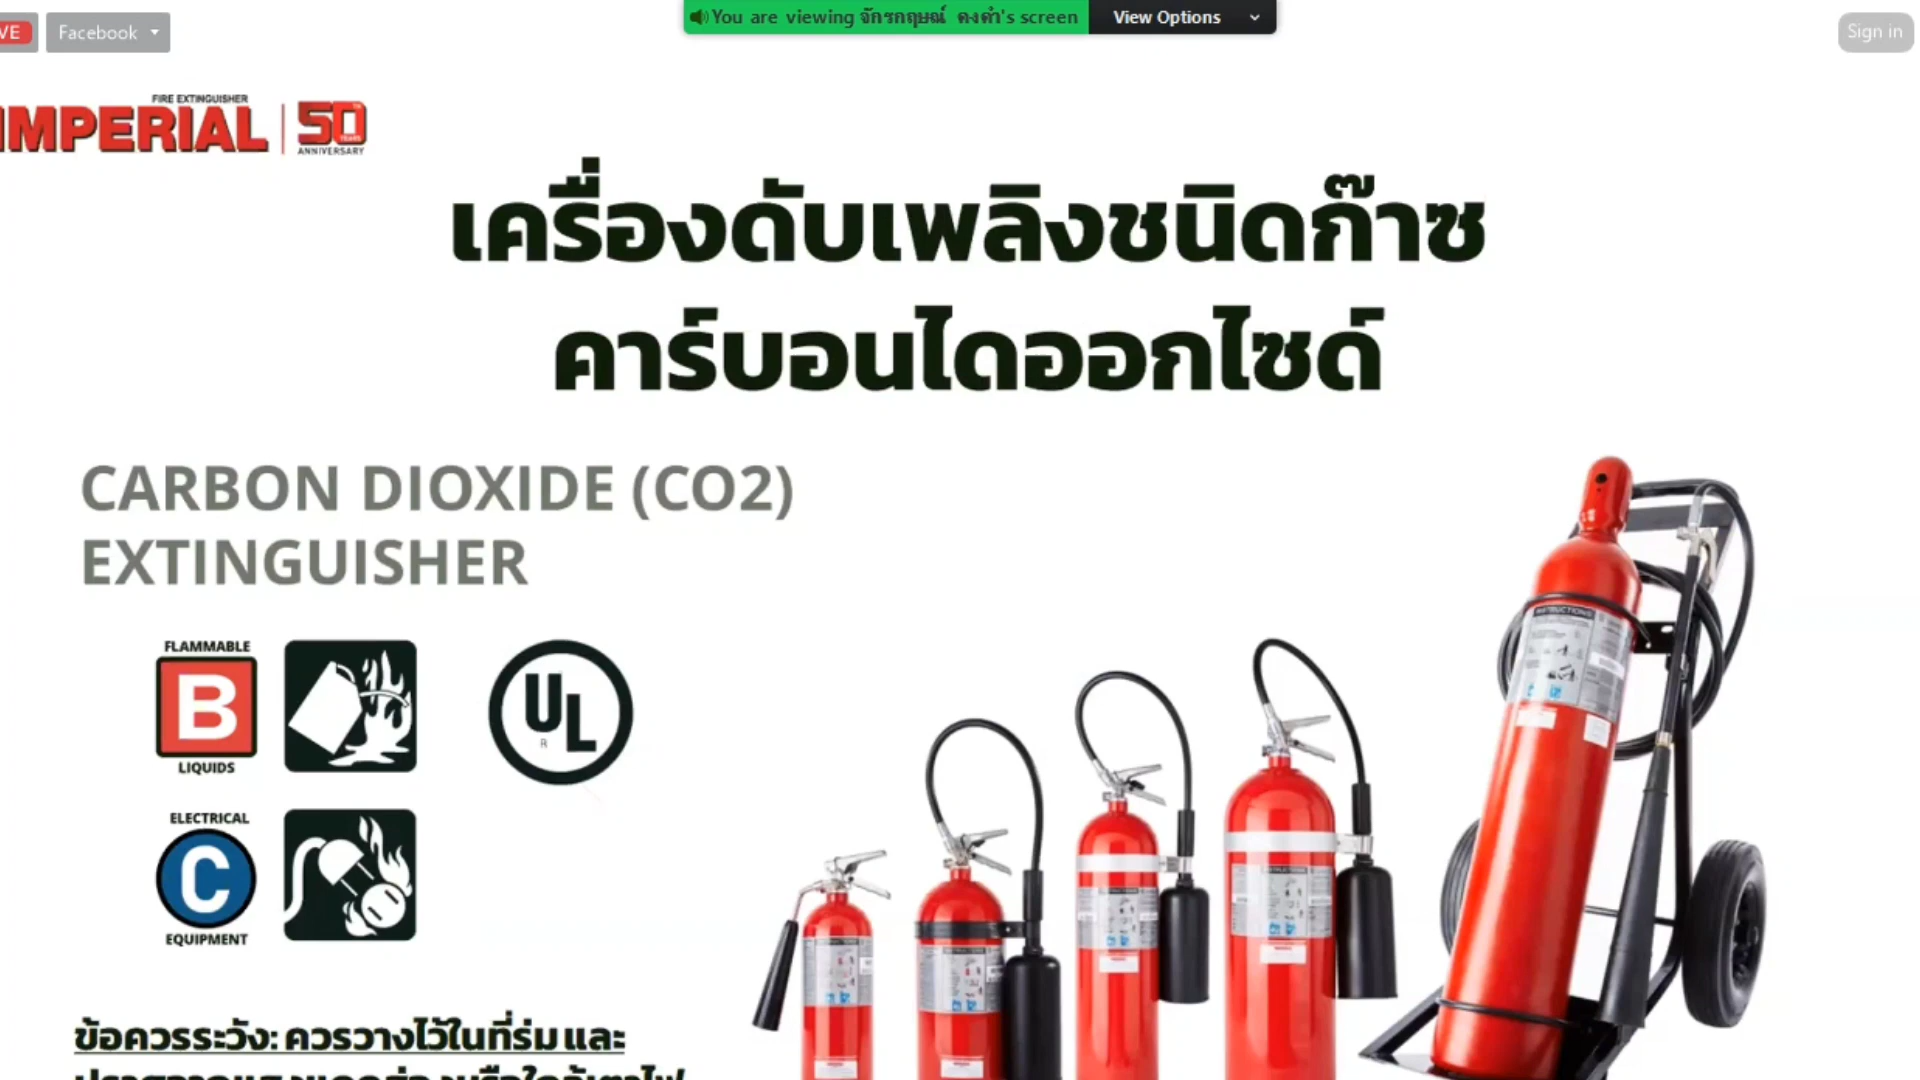 VE
Facebook
You are viewing จักรกฤษณ์ คงคำ's screen
View Options
Sign in
FIRE EXTINGUISHER
IMPERIAL
50 YEARS
ANNIVERSARY
เครื่องดับเพลิงชนิดก๊าซ
คาร์บอนไดออกไซด์
CARBON DIOXIDE (CO2)
EXTINGUISHER
FLAMMABLE
B
LIQUIDS
UL
R
ELECTRICAL
C
EQUIPMENT
INSTRUCTIONS
ข้อควรระวัง: ควรวางไว้ในที่ร่ม และ